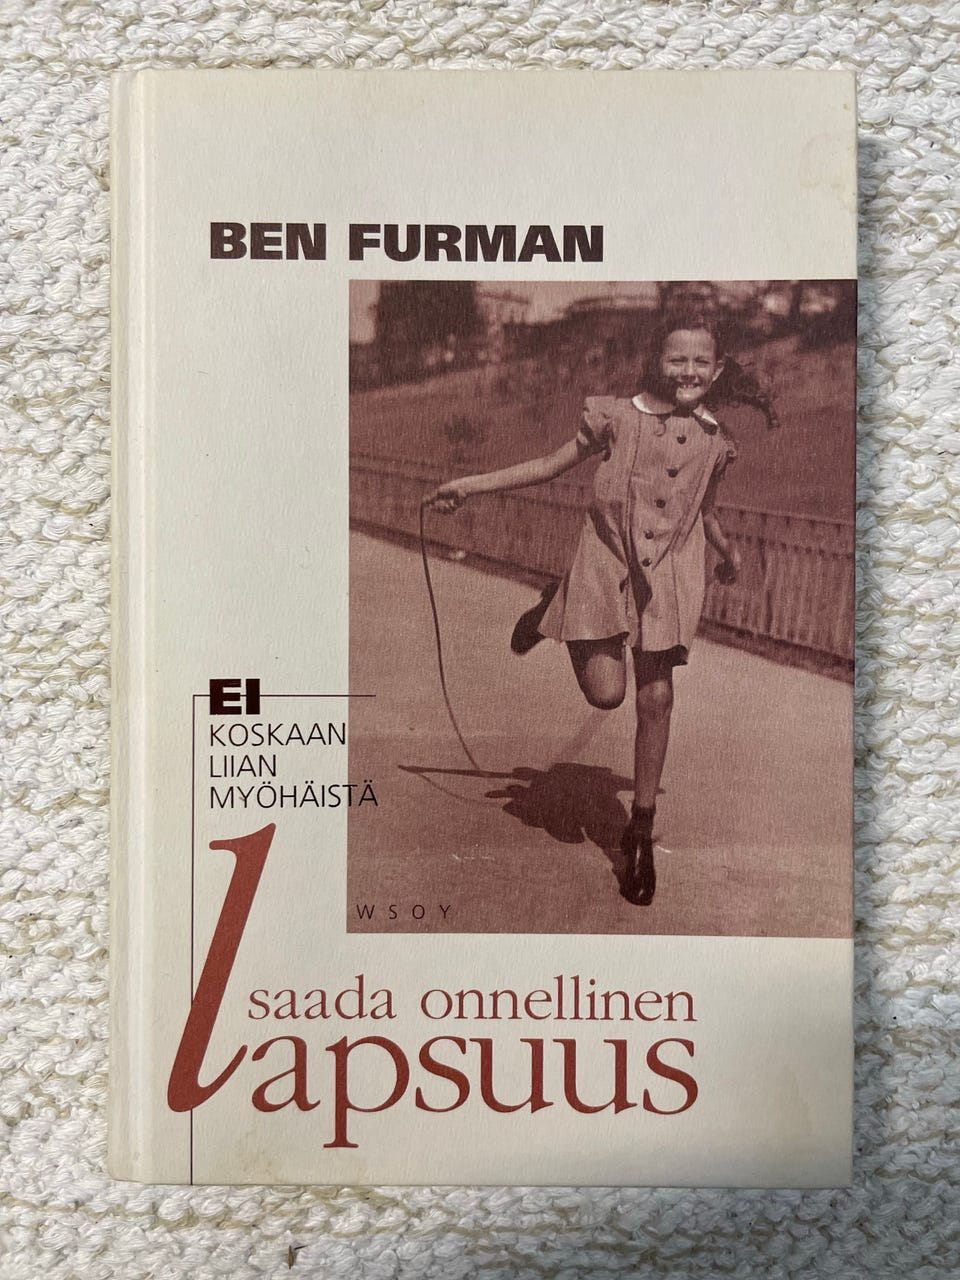 BEN FURMAN
EI
KOSKAAN
LIIAN
MYÖHÄISTÄ
WSOY
saada onnellinen
lapsuus